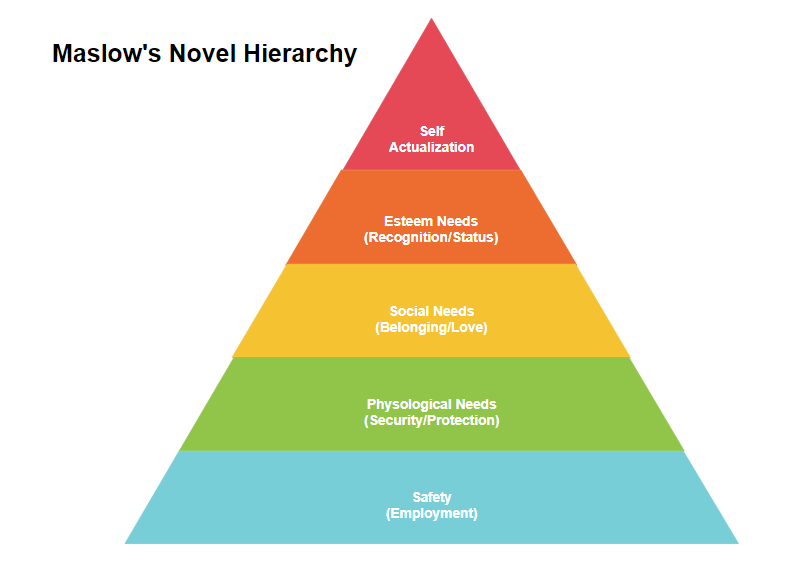 Maslow's Novel Hierarchy
Self
Actualization
Esteem Needs
(Recognition/Status)
Social Needs
(Belonging/Love)
Physological Needs
(Security/Protection)
Safety
(Employment)